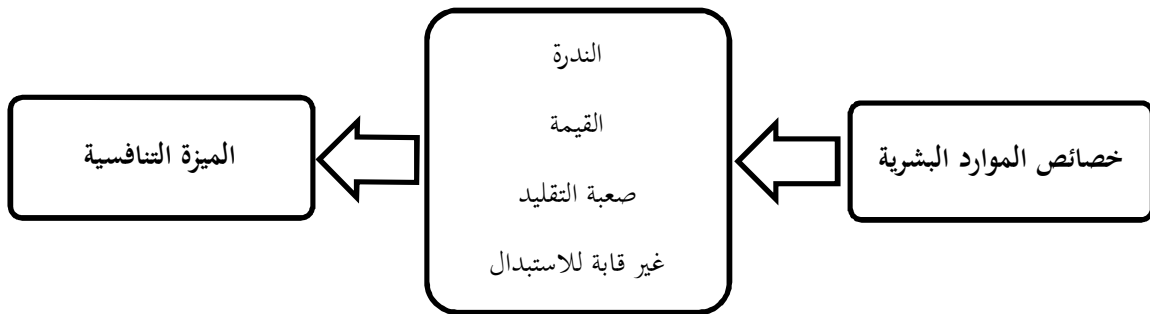 خصائص الموارد البشرية
الندرة
القيمة
صعبة التقليد
غير قابة للاستبدال
الميزة التنافسية